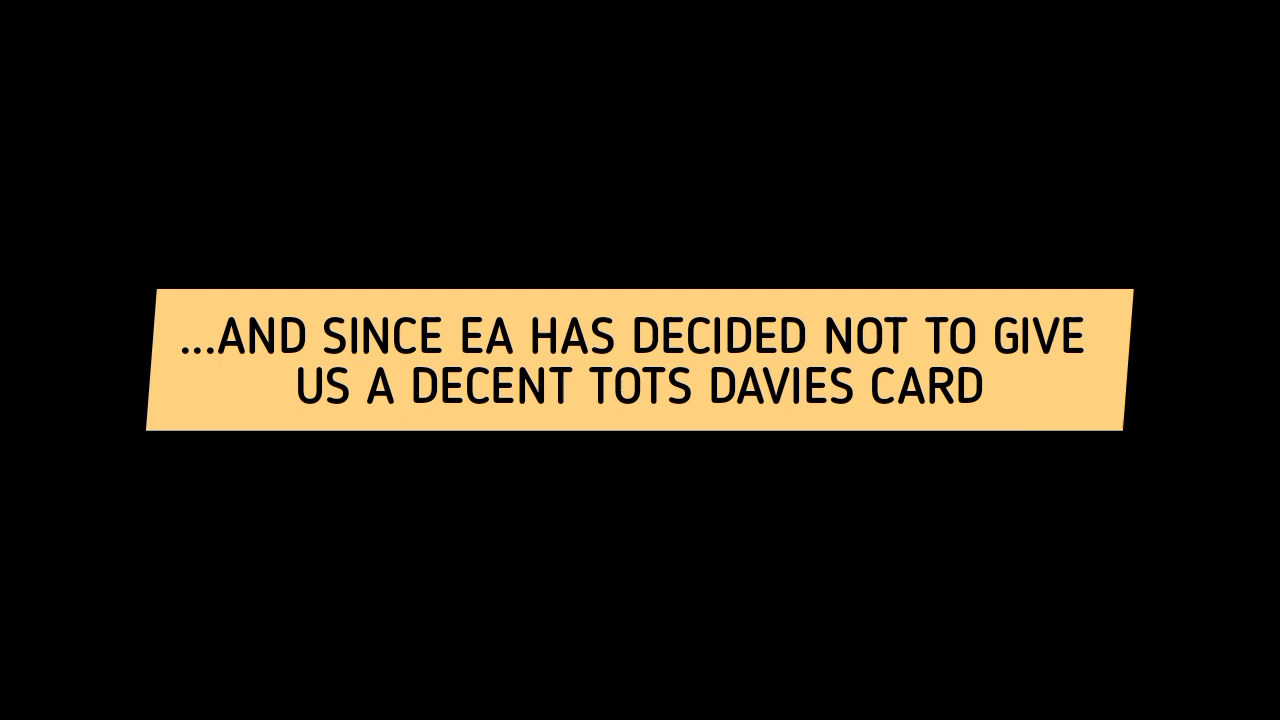 ...AND SINCE EA HAS DECIDED NOT TO GIVE
US A DECENT TOTS DAVIES CARD